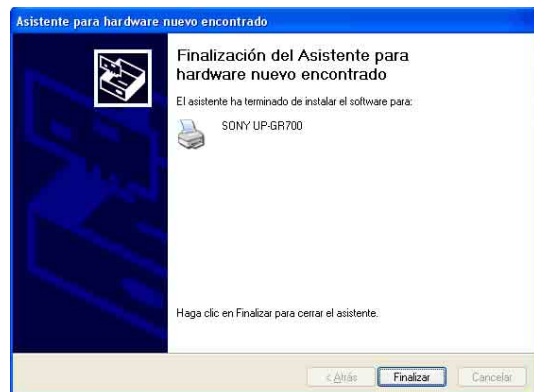 Asistente para hardware nuevo encontrado
Finalización del Asistente para
hardware nuevo encontrado
El asistente ha terminado de instalar el software para:
SONY UP-GR700
Haga clic en Finalizar para cerrar el asistente.
< Atrás Finalizar Cancelar